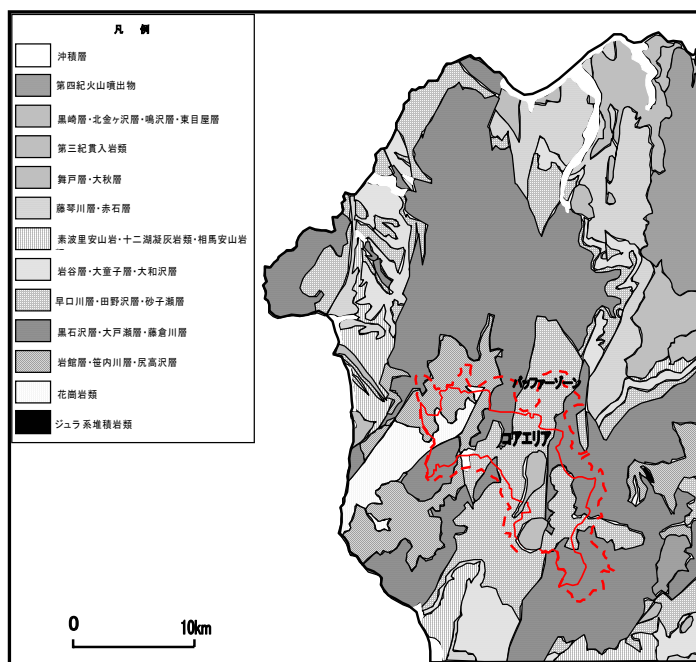 凡 例
沖積層
第四紀火山噴出物
黒崎層・北金ヶ沢層・鳴沢層・東目屋層
第三紀貫入岩類
舞戸層・大秋層
藤琴川層・赤石層
素波里安山岩・十二湖凝灰岩類・相馬安山岩
岩谷層・大童子層・大和沢層
早口川層・田野沢層・砂子瀬層
黒石沢層・大戸瀬層・藤倉川層
岩館層・笹内川層・尻高沢層
花崗岩類
ジュラ系堆積岩類
バッファーゾーン
コアエリア
0 10km